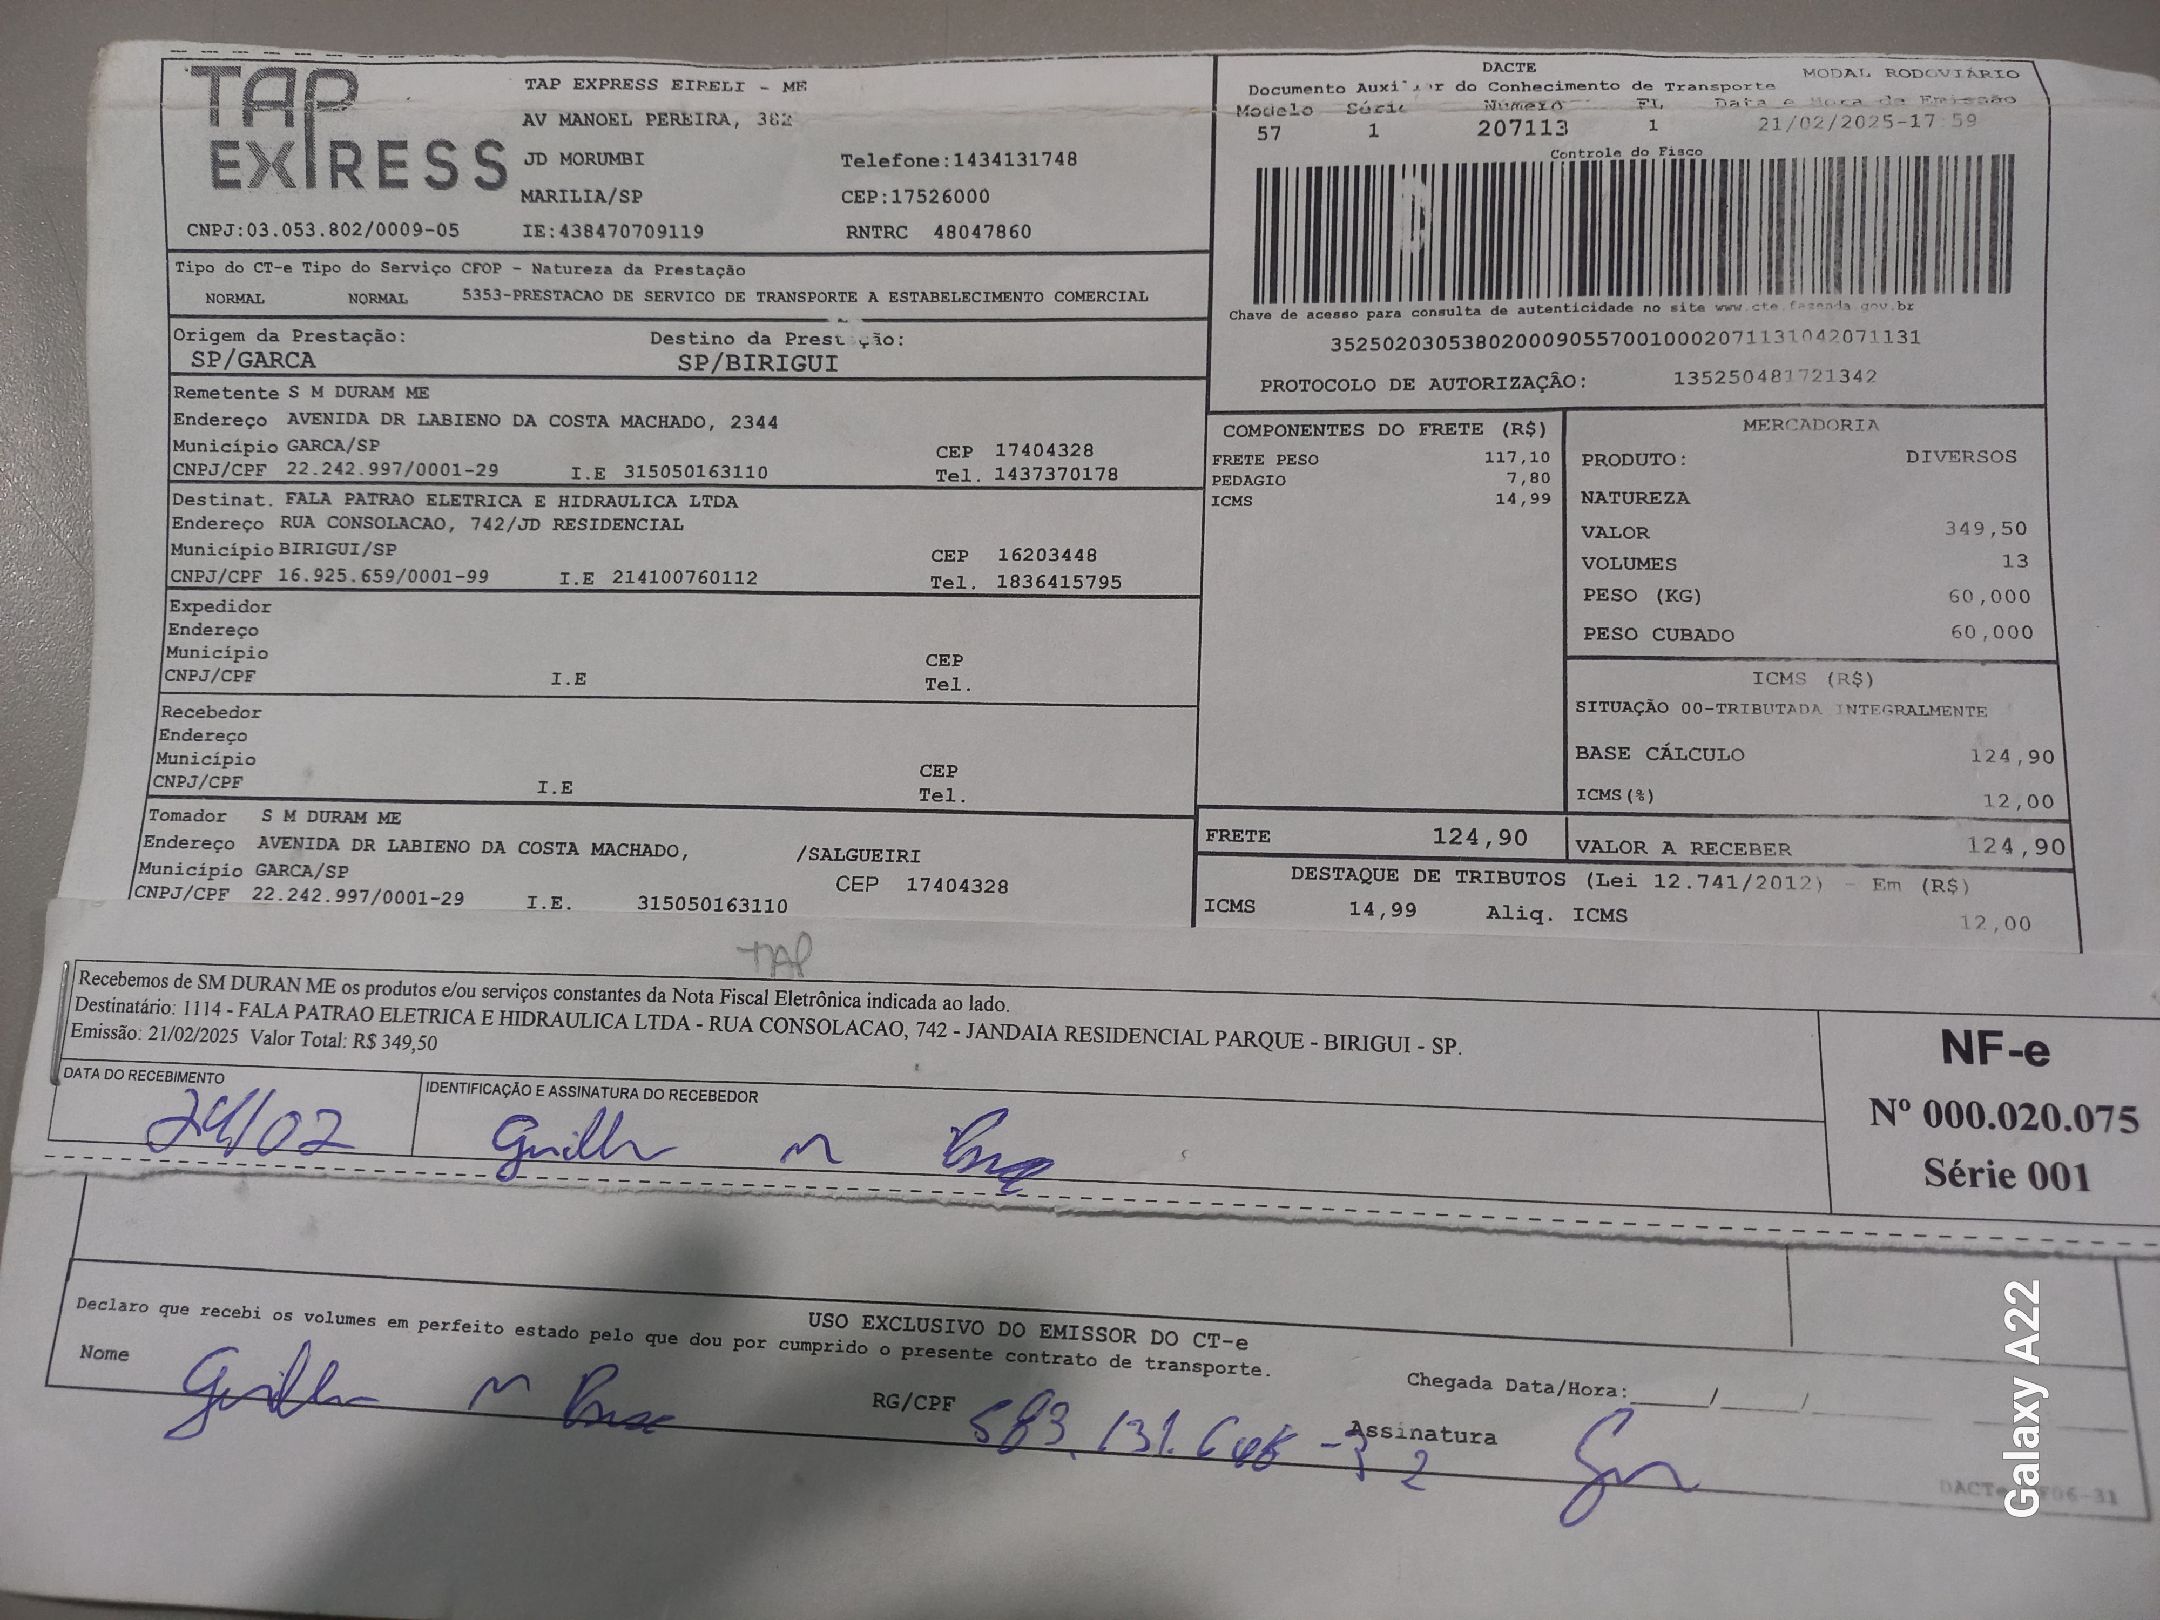 TAP EXPRESS
TAP EXPRESS EIRELI - ME
AV MANOEL PEREIRA, 382
JD MORUMBI Telefone:1434131748
MARILIA/SP CEP:17526000
CNPJ:03.053.802/0009-05 IE:438470709119 RNTRC 48047860
DACTE MODAL RODOVIÁRIO
Documento Auxiliar do Conhecimento de Transporte
Modelo Série Número FL Data e Hora de Emissão
57 1 207113 1 21/02/2025-17:59
Controle do Fisco
Chave de acesso para consulta de autenticidade no site www.cte.fazenda.gov.br
35250203053802000905570010002071131042071131
PROTOCOLO DE AUTORIZAÇÃO: 135250481721342
Tipo do CT-e Tipo do Serviço CFOP - Natureza da Prestação
NORMAL NORMAL 5353-PRESTACAO DE SERVICO DE TRANSPORTE A ESTABELECIMENTO COMERCIAL
Origem da Prestação: Destino da Prestação:
SP/GARCA SP/BIRIGUI
Remetente S M DURAM ME
Endereço AVENIDA DR LABIENO DA COSTA MACHADO, 2344
Município GARCA/SP CEP 17404328
CNPJ/CPF 22.242.997/0001-29 I.E 315050163110 Tel. 1437370178
Destinat. FALA PATRAO ELETRICA E HIDRAULICA LTDA
Endereço RUA CONSOLACAO, 742/JD RESIDENCIAL
Município BIRIGUI/SP CEP 16203448
CNPJ/CPF 16.925.659/0001-99 I.E 214100760112 Tel. 1836415795
Expedidor
Endereço
Município CEP
CNPJ/CPF I.E Tel.
Recebedor
Endereço
Município CEP
CNPJ/CPF I.E Tel.
Tomador S M DURAM ME
Endereço AVENIDA DR LABIENO DA COSTA MACHADO, /SALGUEIRI
Município GARCA/SP CEP 17404328
CNPJ/CPF 22.242.997/0001-29 I.E. 315050163110
COMPONENTES DO FRETE (R$)
FRETE PESO 117,10
PEDAGIO 7,80
ICMS 14,99
MERCADORIA
PRODUTO: DIVERSOS
NATUREZA
VALOR 349,50
VOLUMES 13
PESO (KG) 60,000
PESO CUBADO 60,000
ICMS (R$)
SITUAÇÃO 00-TRIBUTADA INTEGRALMENTE
BASE CÁLCULO 124,90
ICMS(%) 12,00
FRETE 124,90 VALOR A RECEBER 124,90
DESTAQUE DE TRIBUTOS (Lei 12.741/2012) - Em (R$)
ICMS 14,99 Aliq. ICMS 12,00
TAP
Recebemos de SM DURAN ME os produtos e/ou serviços constantes da Nota Fiscal Eletrônica indicada ao lado.
Destinatário: 1114 - FALA PATRAO ELETRICA E HIDRAULICA LTDA - RUA CONSOLACAO, 742 - JANDAIA RESIDENCIAL PARQUE - BIRIGUI - SP.
Emissão: 21/02/2025 Valor Total: R$ 349,50
DATA DO RECEBIMENTO IDENTIFICAÇÃO E ASSINATURA DO RECEBEDOR
24/02
NF-e
Nº 000.020.075
Série 001
USO EXCLUSIVO DO EMISSOR DO CT-e
Declaro que recebi os volumes em perfeito estado pelo que dou por cumprido o presente contrato de transporte.
Nome RG/CPF Chegada Data/Hora: / /
Assinatura
Galaxy A22